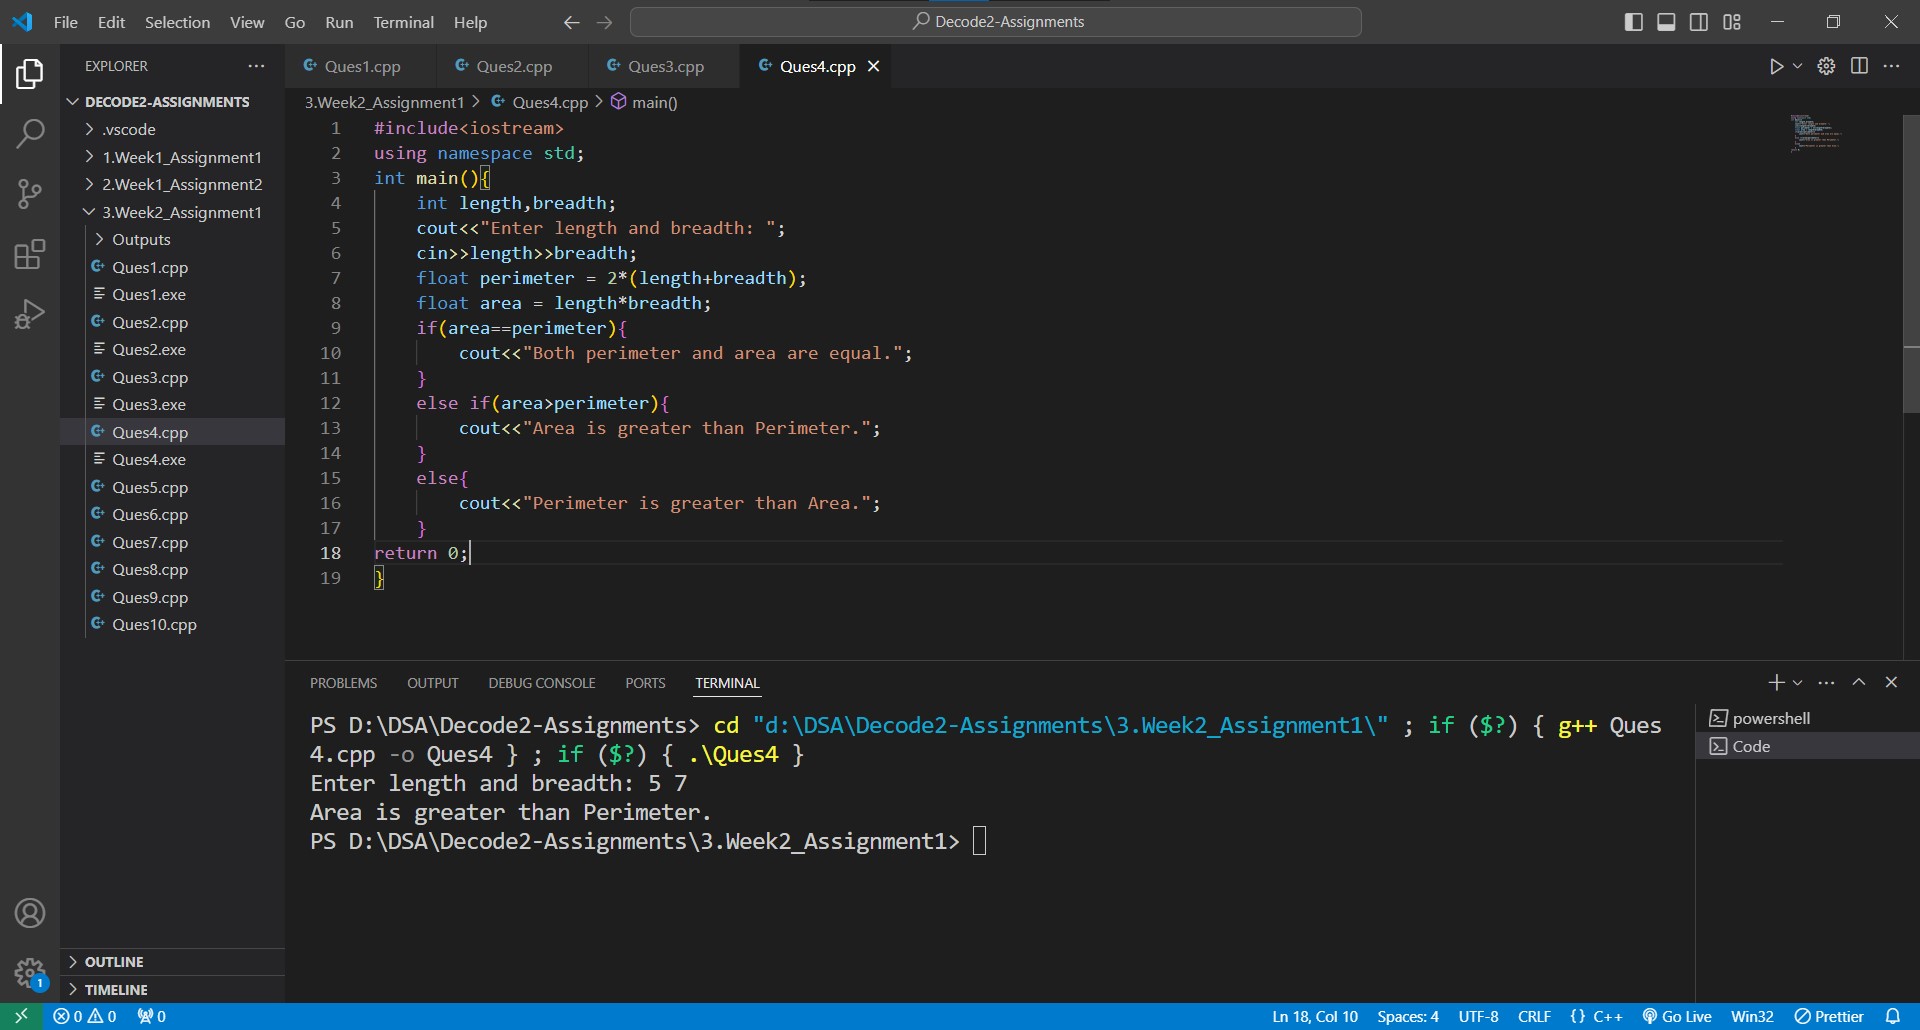 File Edit Selection View Go Run Terminal Help
Decode2-Assignments
EXPLORER
DECODE2-ASSIGNMENTS
.vscode
1.Week1_Assignment1
2.Week1_Assignment2
3.Week2_Assignment1
Outputs
Ques1.cpp
Ques1.exe
Ques2.cpp
Ques2.exe
Ques3.cpp
Ques3.exe
Ques4.cpp
Ques4.exe
Ques5.cpp
Ques6.cpp
Ques7.cpp
Ques8.cpp
Ques9.cpp
Ques10.cpp
OUTLINE
TIMELINE
1
Ques1.cpp Ques2.cpp Ques3.cpp Ques4.cpp
3.Week2_Assignment1 > Ques4.cpp > main()
1 #include<iostream>
2 using namespace std;
3 int main(){
4 int length,breadth;
5 cout<<"Enter length and breadth: ";
6 cin>>length>>breadth;
7 float perimeter = 2*(length+breadth);
8 float area = length*breadth;
9 if(area==perimeter){
10 cout<<"Both perimeter and area are equal.";
11 }
12 else if(area>perimeter){
13 cout<<"Area is greater than Perimeter.";
14 }
15 else{
16 cout<<"Perimeter is greater than Area.";
17 }
18 return 0;
19 }
PROBLEMS OUTPUT DEBUG CONSOLE PORTS TERMINAL
PS D:\DSA\Decode2-Assignments> cd "d:\DSA\Decode2-Assignments\3.Week2_Assignment1\" ; if ($?) { g++ Ques
4.cpp -o Ques4 } ; if ($?) { .\Ques4 }
Enter length and breadth: 5 7
Area is greater than Perimeter.
PS D:\DSA\Decode2-Assignments\3.Week2_Assignment1>
powershell
Code
0 0 0 Ln 18, Col 10 Spaces: 4 UTF-8 CRLF {} C++ Go Live Win32 Prettier